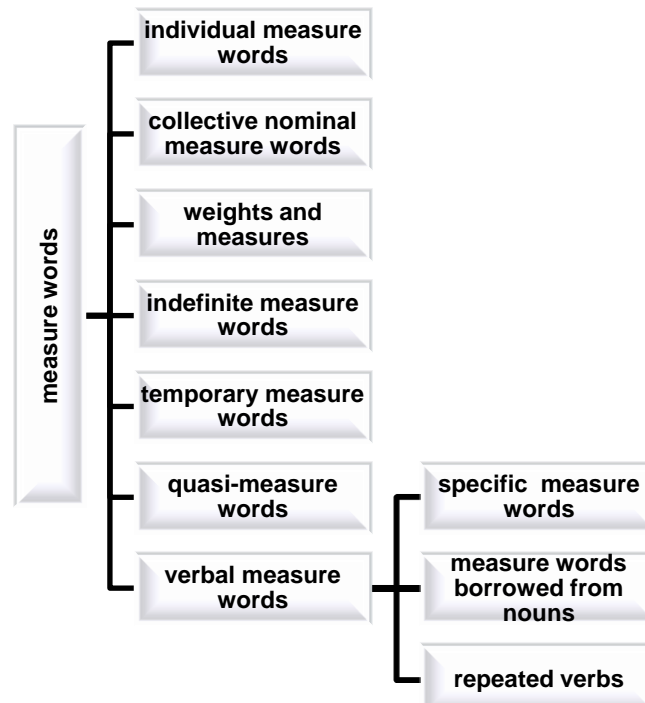 measure words
individual measure
words
collective nominal
measure words
weights and
measures
indefinite measure
words
temporary measure
words
quasi-measure
words
verbal measure
words
specific measure
words
measure words
borrowed from
nouns
repeated verbs